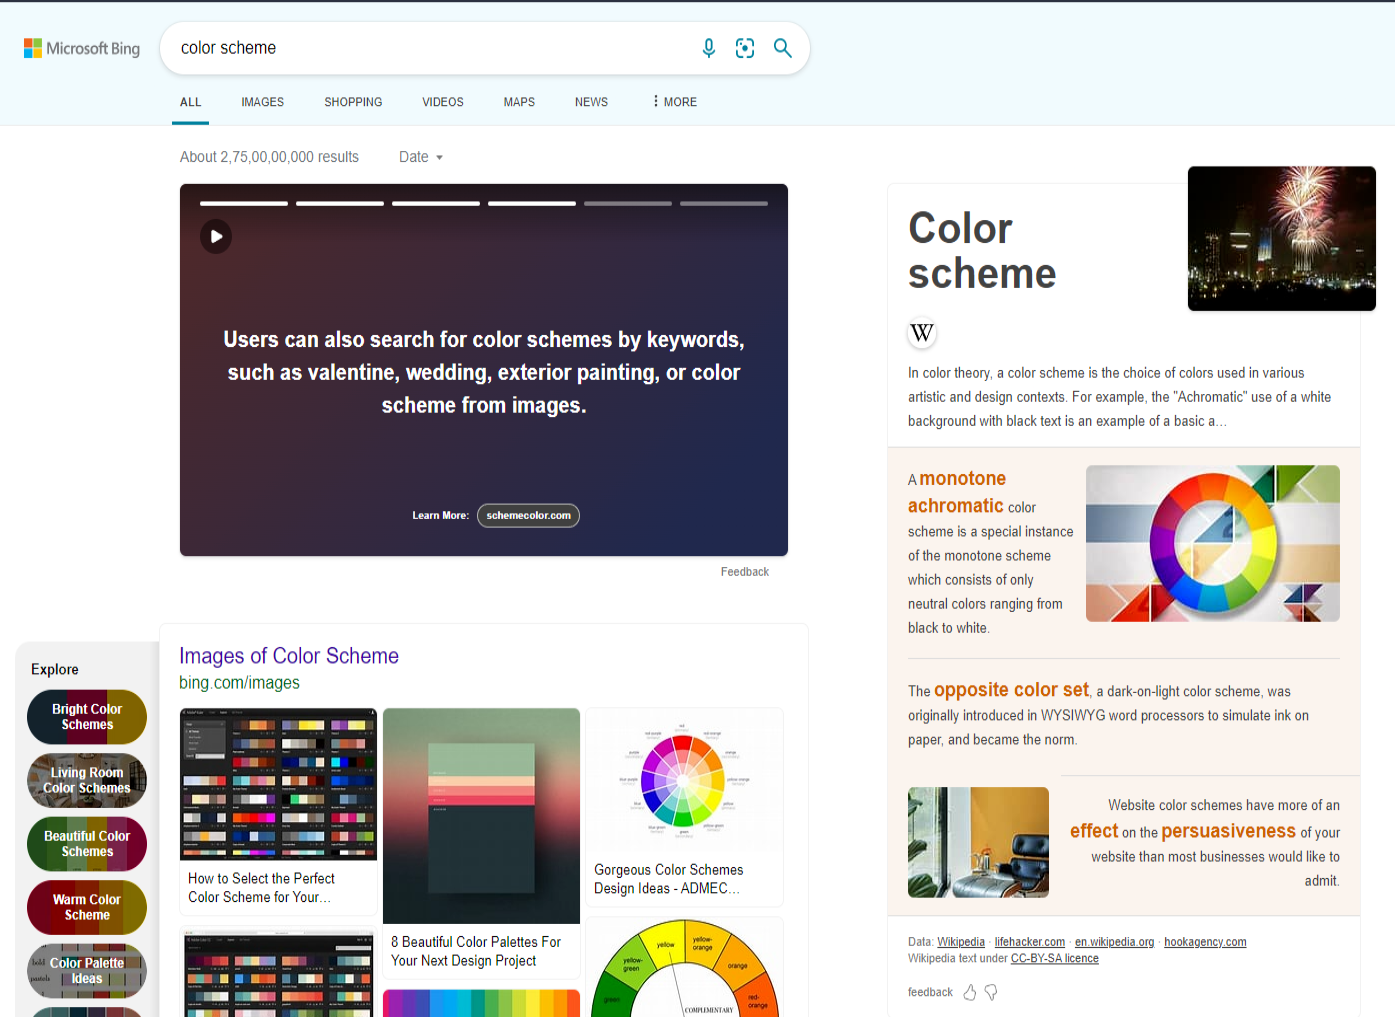 Microsoft Bing
color scheme
ALL
IMAGES
SHOPPING
VIDEOS
MAPS
NEWS
MORE
About 2,75,00,00,000 results
Date
Users can also search for color schemes by keywords,
such as valentine, wedding, exterior painting, or color
scheme from images.
Learn More:
schemecolor.com
Feedback
Explore
Bright Color
Schemes
Living Room
Color Schemes
Beautiful Color
Schemes
Warm Color
Scheme
Color Palette
Ideas
Images of Color Scheme
bing.com/images
How to Select the Perfect
Color Scheme for Your…
8 Beautiful Color Palettes For
Your Next Design Project
Gorgeous Color Schemes
Design Ideas - ADMEC…
yellow
yellow-
orange
yellow-
green
orange
green
red-
orange
COMPLEMENTARY
Color
scheme
W
In color theory, a color scheme is the choice of colors used in various
artistic and design contexts. For example, the "Achromatic" use of a white
background with black text is an example of a basic a…
A monotone
achromatic color
scheme is a special instance
of the monotone scheme
which consists of only
neutral colors ranging from
black to white.
The opposite color set, a dark-on-light color scheme, was
originally introduced in WYSIWYG word processors to simulate ink on
paper, and became the norm.
Website color schemes have more of an
effect on the persuasiveness of your
website than most businesses would like to
admit.
Data: Wikipedia · lifehacker.com · en.wikipedia.org · hookagency.com
Wikipedia text under CC-BY-SA licence
feedback